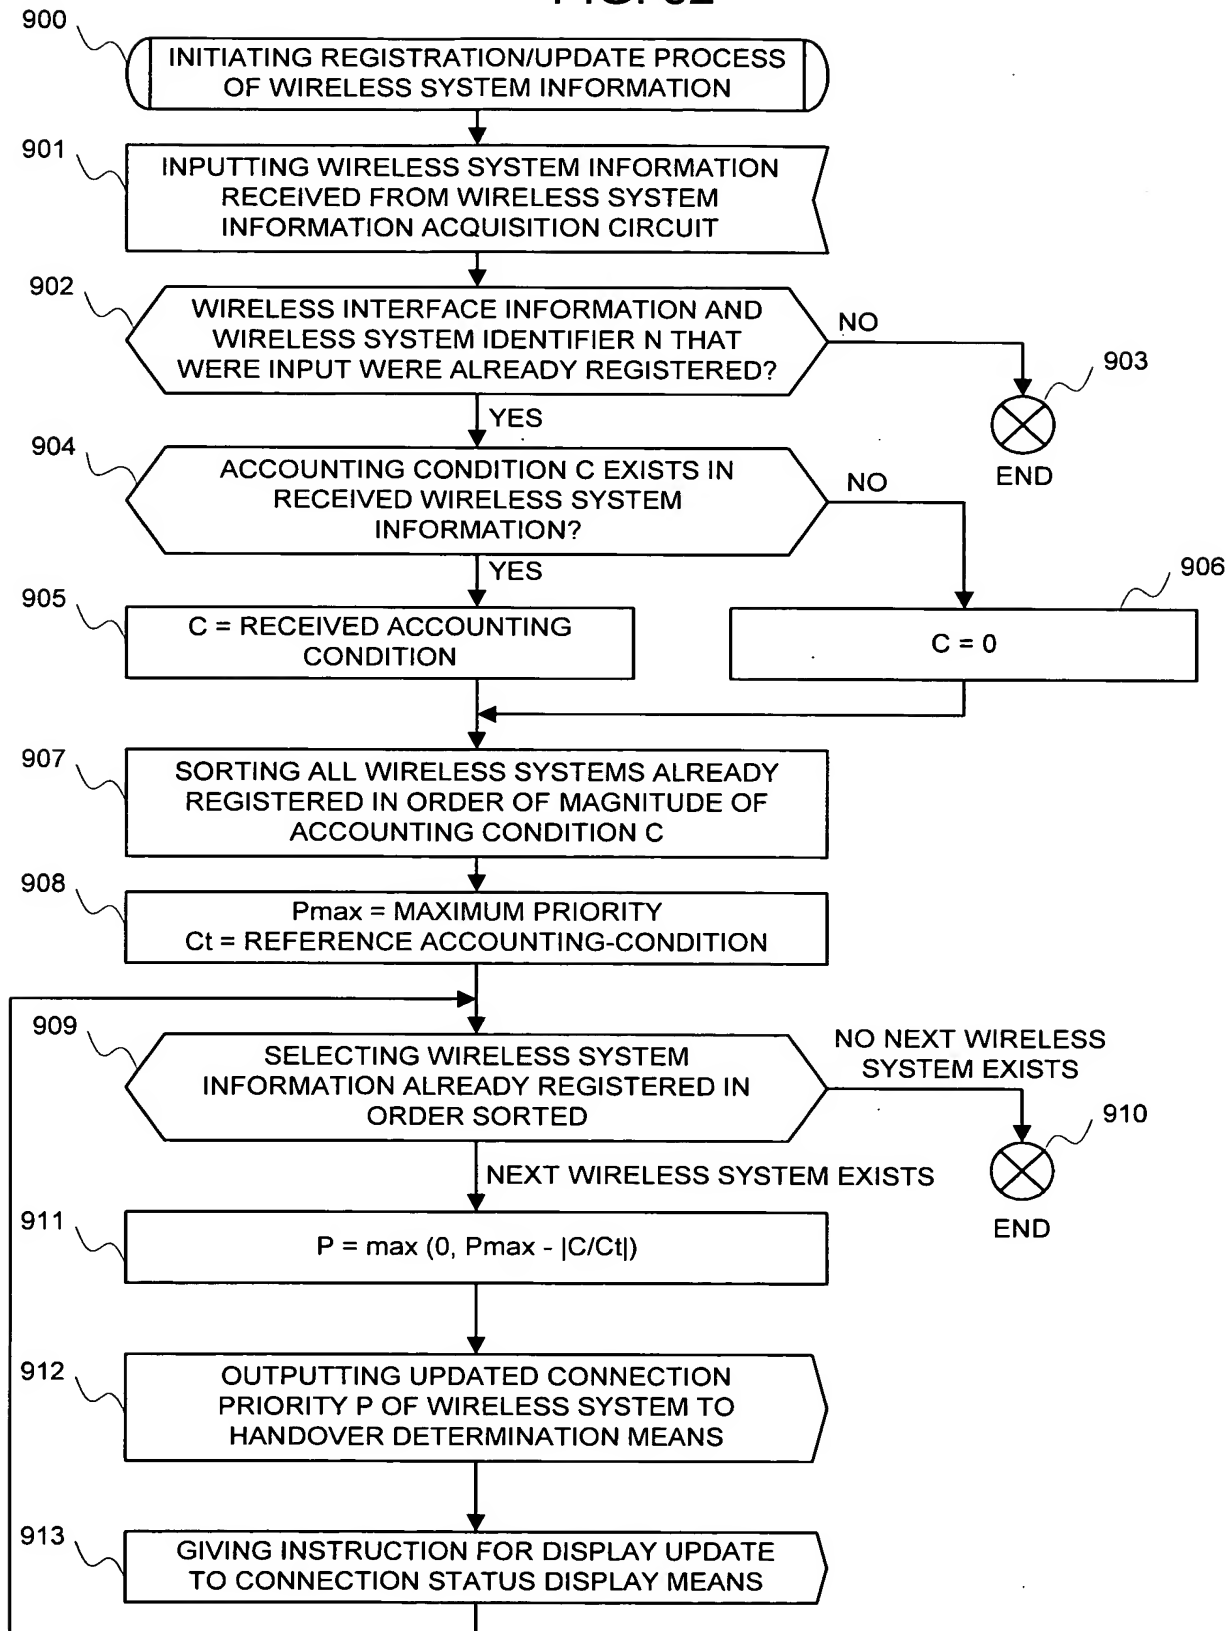 900
INITIATING REGISTRATION/UPDATE PROCESS
OF WIRELESS SYSTEM INFORMATION
901
INPUTTING WIRELESS SYSTEM INFORMATION
RECEIVED FROM WIRELESS SYSTEM
INFORMATION ACQUISITION CIRCUIT
902
WIRELESS INTERFACE INFORMATION AND
WIRELESS SYSTEM IDENTIFIER N THAT
WERE INPUT WERE ALREADY REGISTERED?
NO
903
END
YES
904
ACCOUNTING CONDITION C EXISTS IN
RECEIVED WIRELESS SYSTEM
INFORMATION?
NO
YES
905
C = RECEIVED ACCOUNTING
CONDITION
906
C = 0
907
SORTING ALL WIRELESS SYSTEMS ALREADY
REGISTERED IN ORDER OF MAGNITUDE OF
ACCOUNTING CONDITION C
908
Pmax = MAXIMUM PRIORITY
Ct = REFERENCE ACCOUNTING-CONDITION
909
SELECTING WIRELESS SYSTEM
INFORMATION ALREADY REGISTERED IN
ORDER SORTED
NO NEXT WIRELESS
SYSTEM EXISTS
910
END
NEXT WIRELESS SYSTEM EXISTS
911
P = max (0, Pmax - |C/Ct|)
912
OUTPUTTING UPDATED CONNECTION
PRIORITY P OF WIRELESS SYSTEM TO
HANDOVER DETERMINATION MEANS
913
GIVING INSTRUCTION FOR DISPLAY UPDATE
TO CONNECTION STATUS DISPLAY MEANS